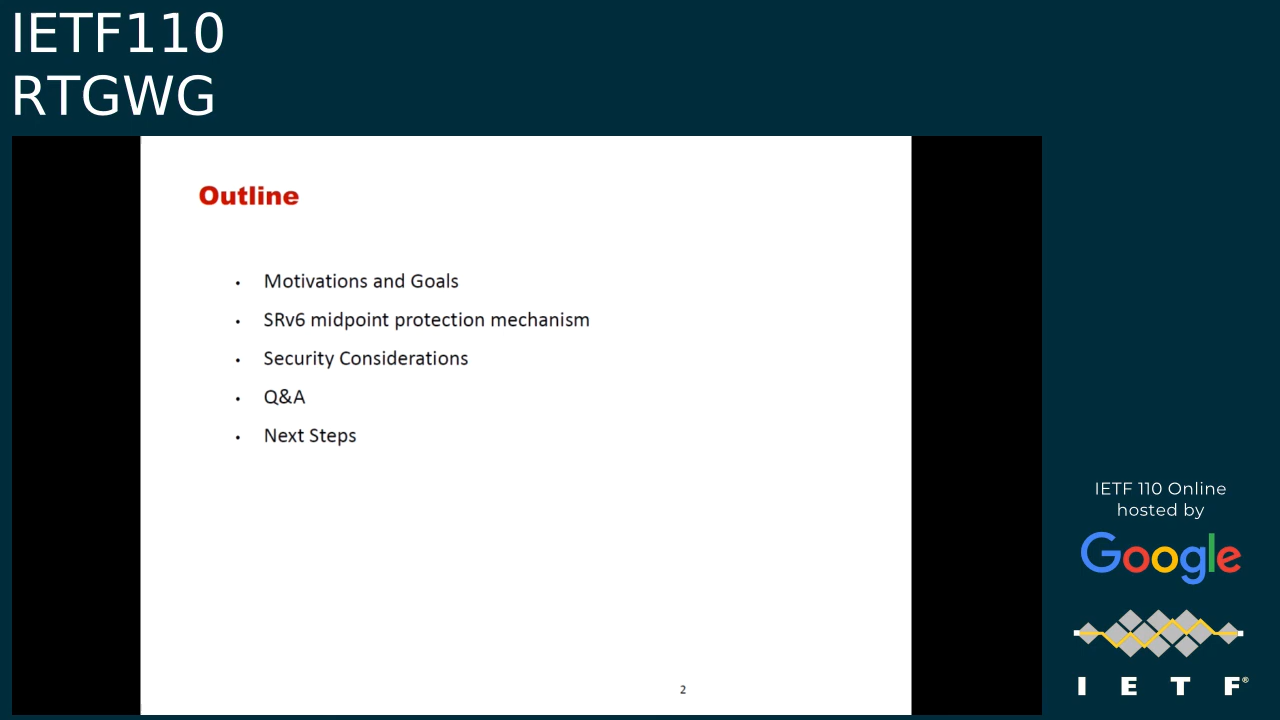 IETF110
RTGWG
Outline
• Motivations and Goals
• SRv6 midpoint protection mechanism
• Security Considerations
• Q&A
• Next Steps
2
IETF 110 Online
hosted by
Google
I E T F®